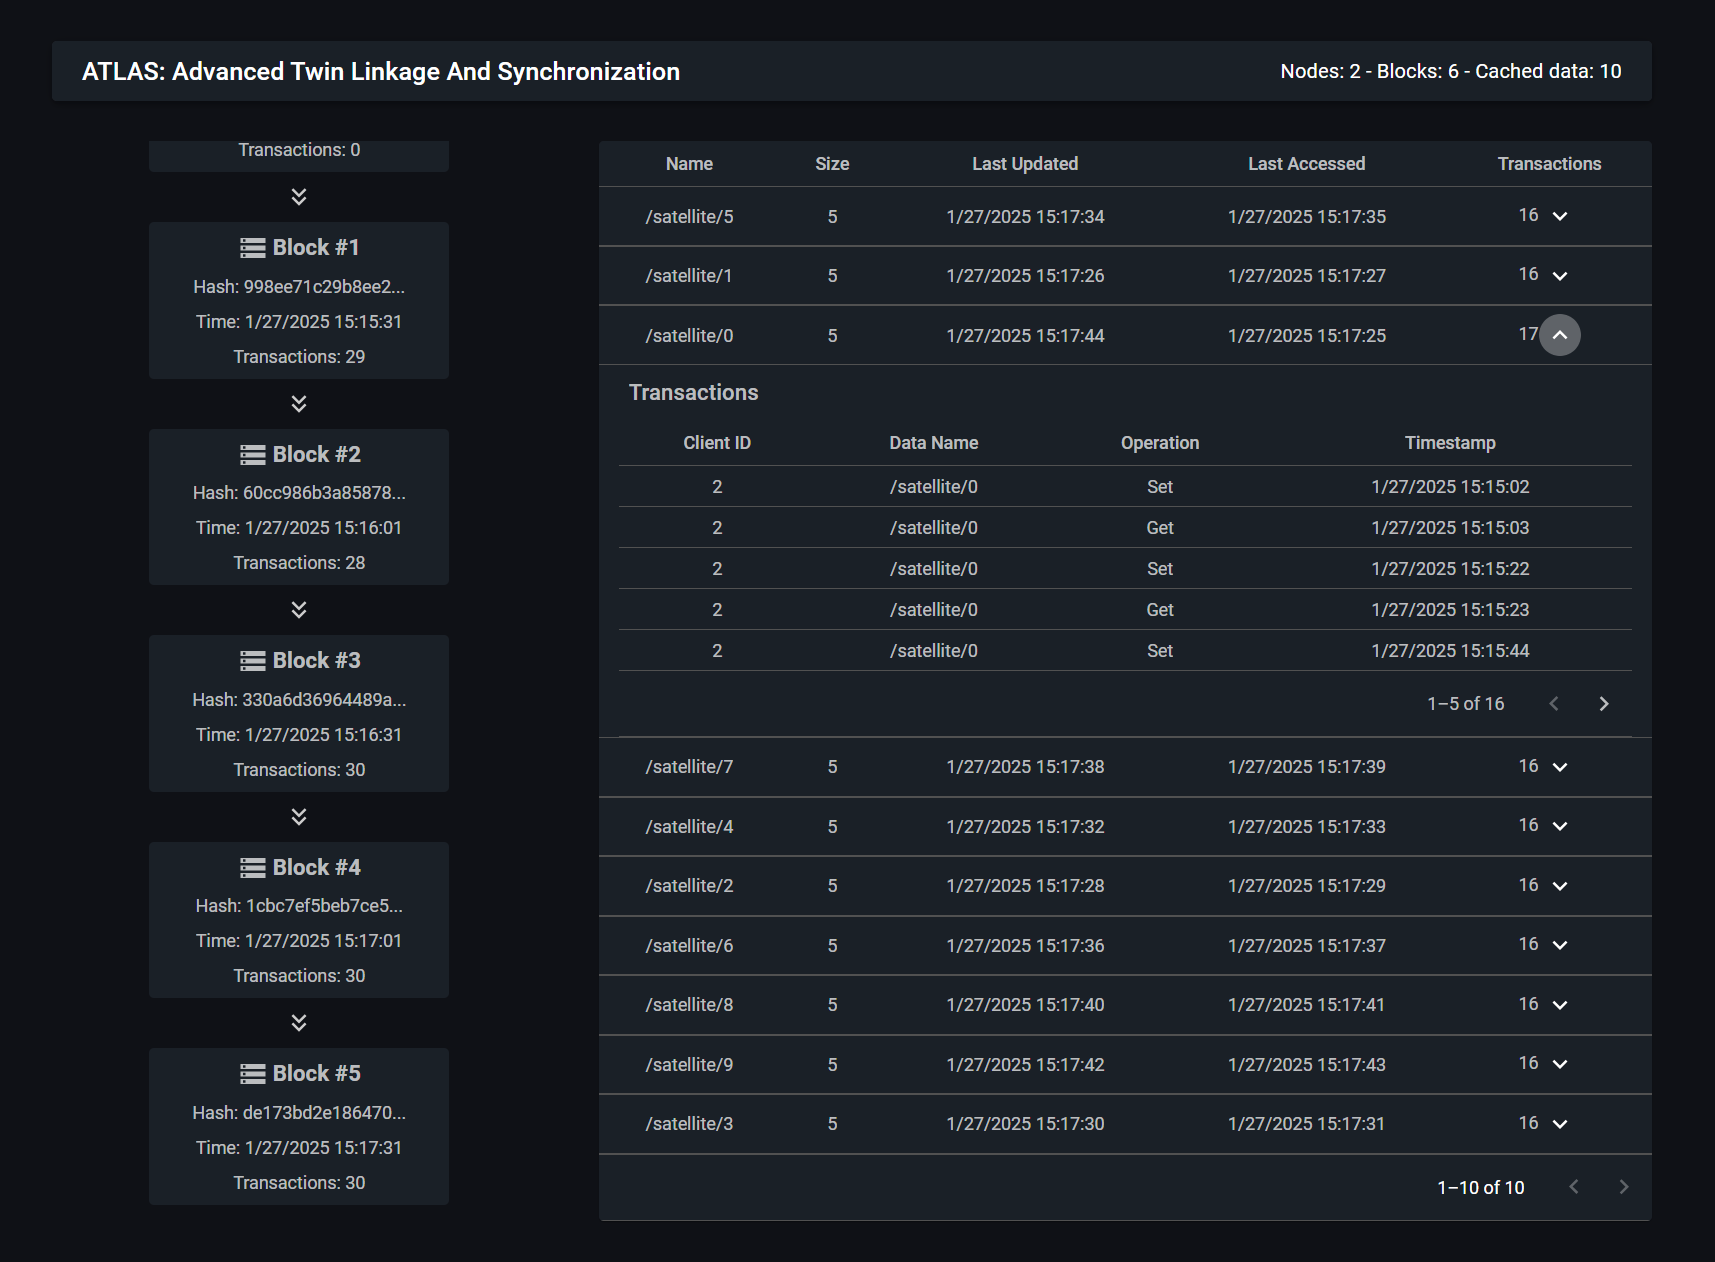 ATLAS: Advanced Twin Linkage And Synchronization
Nodes: 2 - Blocks: 6 - Cached data: 10
Transactions: 0
Block #1
Hash: 998ee71c29b8ee2...
Time: 1/27/2025 15:15:31
Transactions: 29
Block #2
Hash: 60cc986b3a85878...
Time: 1/27/2025 15:16:01
Transactions: 28
Block #3
Hash: 330a6d36964489a...
Time: 1/27/2025 15:16:31
Transactions: 30
Block #4
Hash: 1cbc7ef5beb7ce5...
Time: 1/27/2025 15:17:01
Transactions: 30
Block #5
Hash: de173bd2e186470...
Time: 1/27/2025 15:17:31
Transactions: 30
Name Size Last Updated Last Accessed Transactions
/satellite/5 5 1/27/2025 15:17:34 1/27/2025 15:17:35 16
/satellite/1 5 1/27/2025 15:17:26 1/27/2025 15:17:27 16
/satellite/0 5 1/27/2025 15:17:44 1/27/2025 15:17:25 17
Transactions
Client ID Data Name Operation Timestamp
2 /satellite/0 Set 1/27/2025 15:15:02
2 /satellite/0 Get 1/27/2025 15:15:03
2 /satellite/0 Set 1/27/2025 15:15:22
2 /satellite/0 Get 1/27/2025 15:15:23
2 /satellite/0 Set 1/27/2025 15:15:44
1–5 of 16
/satellite/7 5 1/27/2025 15:17:38 1/27/2025 15:17:39 16
/satellite/4 5 1/27/2025 15:17:32 1/27/2025 15:17:33 16
/satellite/2 5 1/27/2025 15:17:28 1/27/2025 15:17:29 16
/satellite/6 5 1/27/2025 15:17:36 1/27/2025 15:17:37 16
/satellite/8 5 1/27/2025 15:17:40 1/27/2025 15:17:41 16
/satellite/9 5 1/27/2025 15:17:42 1/27/2025 15:17:43 16
/satellite/3 5 1/27/2025 15:17:30 1/27/2025 15:17:31 16
1–10 of 10